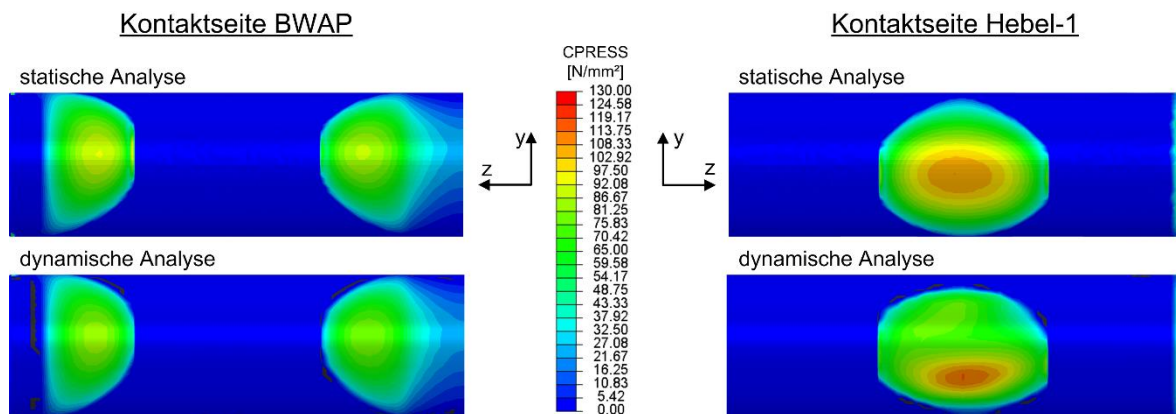 Kontaktseite BWAP
Kontaktseite Hebel-1
statische Analyse
CPRESS
[N/mm²]
statische Analyse
130.00
124.58
119.17
113.75
108.33
102.92
97.50
92.08
86.67
81.25
75.83
70.42
65.00
59.58
54.17
48.75
43.33
37.92
32.50
27.08
21.67
16.25
10.83
5.42
0.00
y
z
y
z
dynamische Analyse
dynamische Analyse